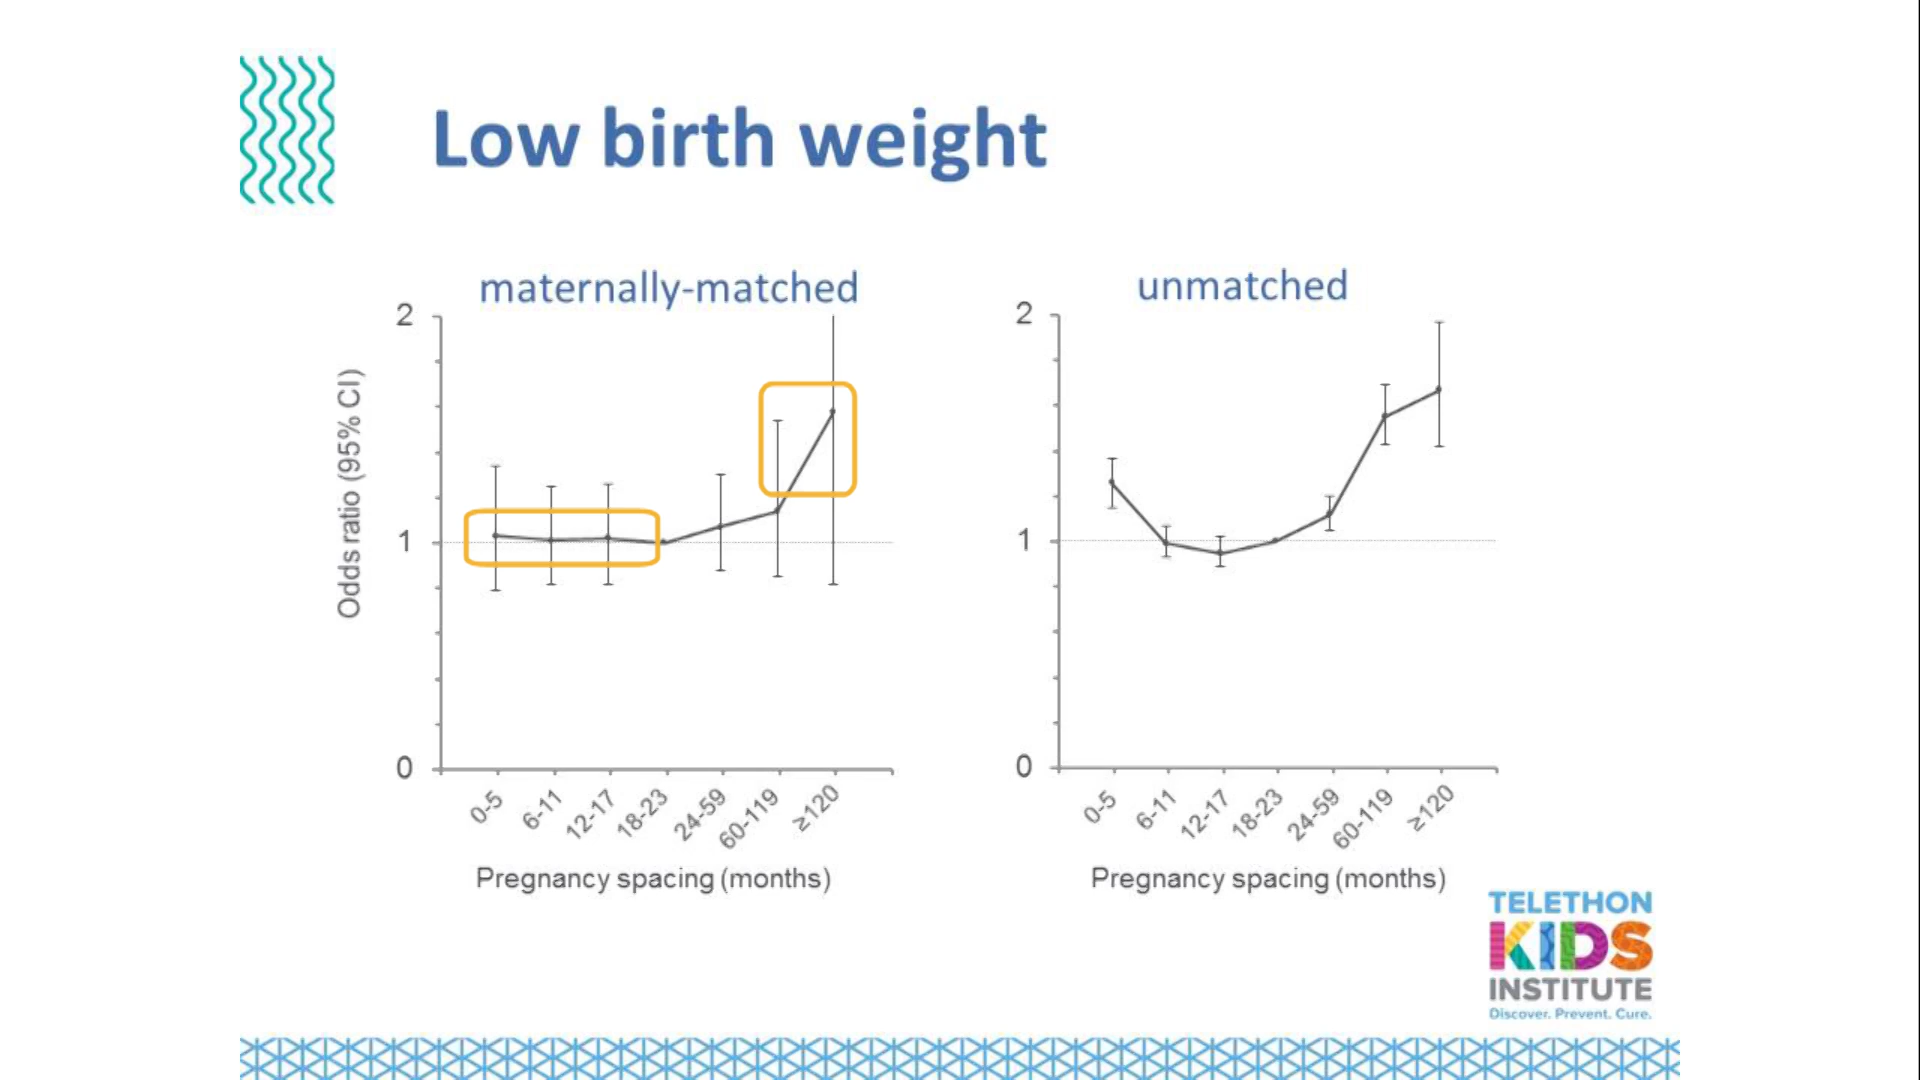 Low birth weight
maternally-matched
2
1
0
Odds ratio (95% CI)
0-5
6-11
12-17
18-23
24-59
60-119
≥120
Pregnancy spacing (months)
unmatched
2
1
0
0-5
6-11
12-17
18-23
24-59
60-119
≥120
Pregnancy spacing (months)
TELETHON
KIDS
INSTITUTE
Discover. Prevent. Cure.